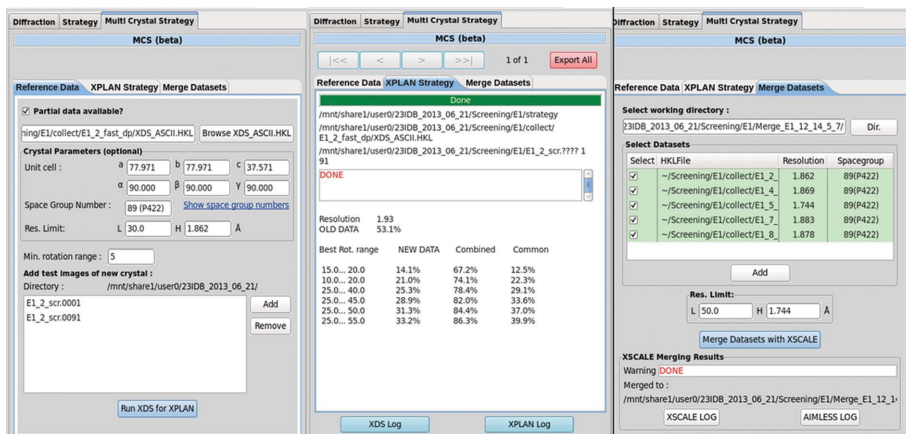 Diffraction Strategy Multi Crystal Strategy
MCS (beta)
Reference Data XPLAN Strategy Merge Datasets
Partial data available?
ning/E1/collect/E1_2_fast_dp/XDS_ASCII.HKL Browse XDS_ASCII.HKL
Crystal Parameters (optional)
Unit cell : a 77.971 b 77.971 c 37.571
α 90.000 β 90.000 γ 90.000
Space Group Number : 89 (P422) Show space group numbers
Res. Limit: L 30.0 H 1.862 Å
Min. rotation range : 5
Add test images of new crystal :
Directory : /mnt/share1/user0/23IDB_2013_06_21/
E1_2_scr.0001 Add
E1_2_scr.0091
Remove
Run XDS for XPLAN
Diffraction Strategy Multi Crystal Strategy
MCS (beta)
|<< < > >>| 1 of 1 Export All
Reference Data XPLAN Strategy Merge Datasets
Done
/mnt/share1/user0/23IDB_2013_06_21/Screening/E1/strategy
/mnt/share1/user0/23IDB_2013_06_21/Screening/E1/collect/
E1_2_fast_dp/XDS_ASCII.HKL
/mnt/share1/user0/23IDB_2013_06_21/Screening/E1/E1_2_scr.???? 1
91
DONE
Resolution 1.93
OLD DATA 53.1%
Best Rot. range NEW DATA Combined Common
15.0... 20.0 14.1% 67.2% 12.5%
10.0... 20.0 21.0% 74.1% 22.3%
25.0... 40.0 25.3% 78.4% 29.1%
25.0... 45.0 28.9% 82.0% 33.6%
25.0... 50.0 31.3% 84.4% 37.0%
25.0... 55.0 33.2% 86.3% 39.9%
XDS Log XPLAN Log
Diffraction Strategy Multi Crystal Strategy
MCS (beta)
Reference Data XPLAN Strategy Merge Datasets
Select working directory :
23IDB_2013_06_21/Screening/E1/Merge_E1_12_14_5_7/ Dir.
Select Datasets
Select HKLFile Resolution Spacegroup
~/Screening/E1/collect/E1_2_ 1.862 89(P422)
~/Screening/E1/collect/E1_4_ 1.869 89(P422)
~/Screening/E1/collect/E1_5_ 1.744 89(P422)
~/Screening/E1/collect/E1_7_ 1.883 89(P422)
~/Screening/E1/collect/E1_8_ 1.878 89(P422)
Add
Res. Limit:
L 50.0 H 1.744 Å
Merge Datasets with XSCALE
XSCALE Merging Results
Warning DONE
Merged to :
/mnt/share1/user0/23IDB_2013_06_21/Screening/E1/Merge_E1_12_1
XSCALE LOG AIMLESS LOG